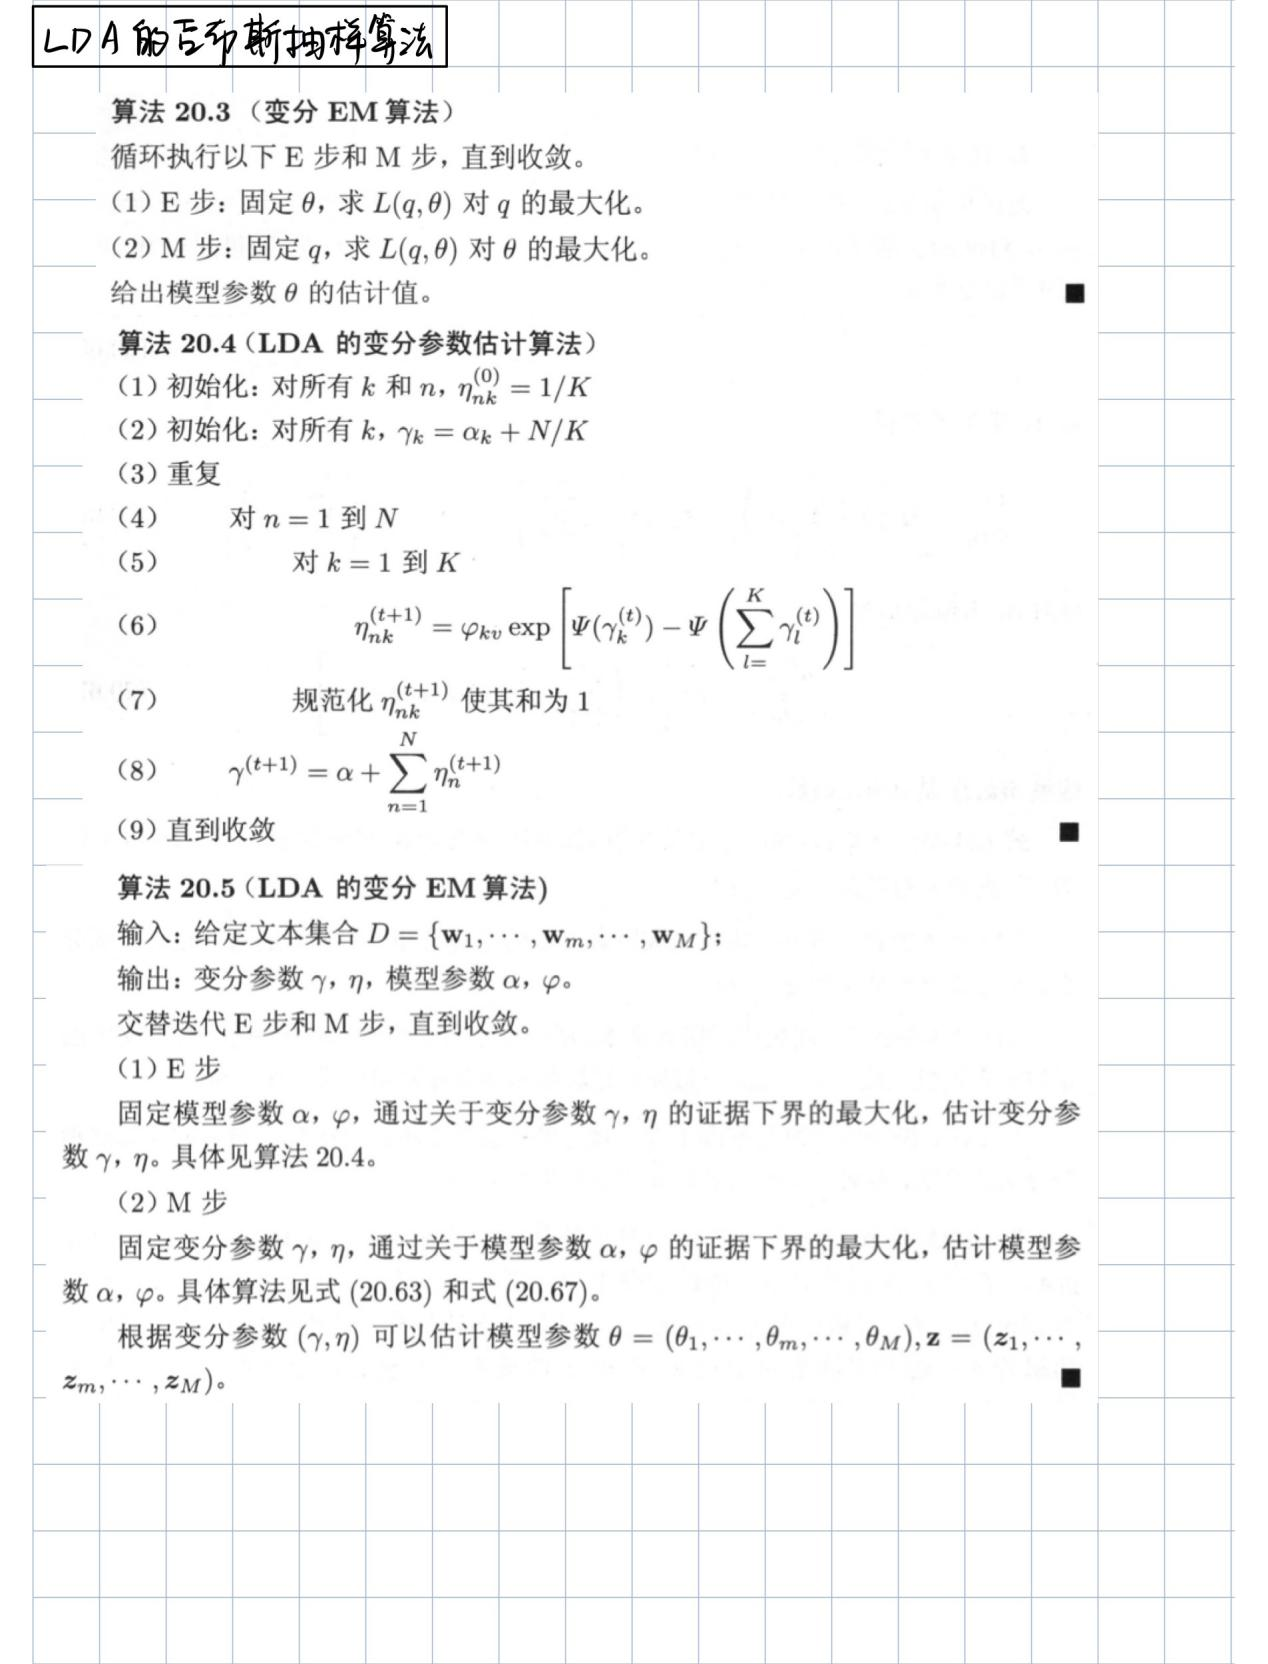 LDA的吉布斯抽样算法
算法 20.3 （变分 EM 算法）
循环执行以下 E 步和 M 步，直到收敛。
（1）E 步：固定 θ，求 L(q, θ) 对 q 的最大化。
（2）M 步：固定 q，求 L(q, θ) 对 θ 的最大化。
给出模型参数 θ 的估计值。 ■
算法 20.4（LDA 的变分参数估计算法）
（1）初始化：对所有 k 和 n，η_{nk}^{(0)} = 1/K
（2）初始化：对所有 k，γ_k = α_k + N/K
（3）重复
（4） 对 n = 1 到 N
（5） 对 k = 1 到 K
（6） η_{nk}^{(t+1)} = φ_{kv} exp [Ψ(γ_k^{(t)}) − Ψ (∑_{l=}^{K} γ_l^{(t)})]
（7） 规范化 η_{nk}^{(t+1)} 使其和为 1
（8） γ^{(t+1)} = α + ∑_{n=1}^{N} η_n^{(t+1)}
（9）直到收敛 ■
算法 20.5（LDA 的变分 EM 算法)
输入：给定文本集合 D = {w_1, ⋯ , w_m, ⋯ , w_M}；
输出：变分参数 γ，η，模型参数 α，φ。
交替迭代 E 步和 M 步，直到收敛。
（1）E 步
固定模型参数 α，φ，通过关于变分参数 γ，η 的证据下界的最大化，估计变分参
数 γ，η。具体见算法 20.4。
（2）M 步
固定变分参数 γ，η，通过关于模型参数 α，φ 的证据下界的最大化，估计模型参
数 α，φ。具体算法见式 (20.63) 和式 (20.67)。
根据变分参数 (γ, η) 可以估计模型参数 θ = (θ_1, ⋯ , θ_m, ⋯ , θ_M), z = (z_1, ⋯ ,
z_m, ⋯ , z_M)。 ■